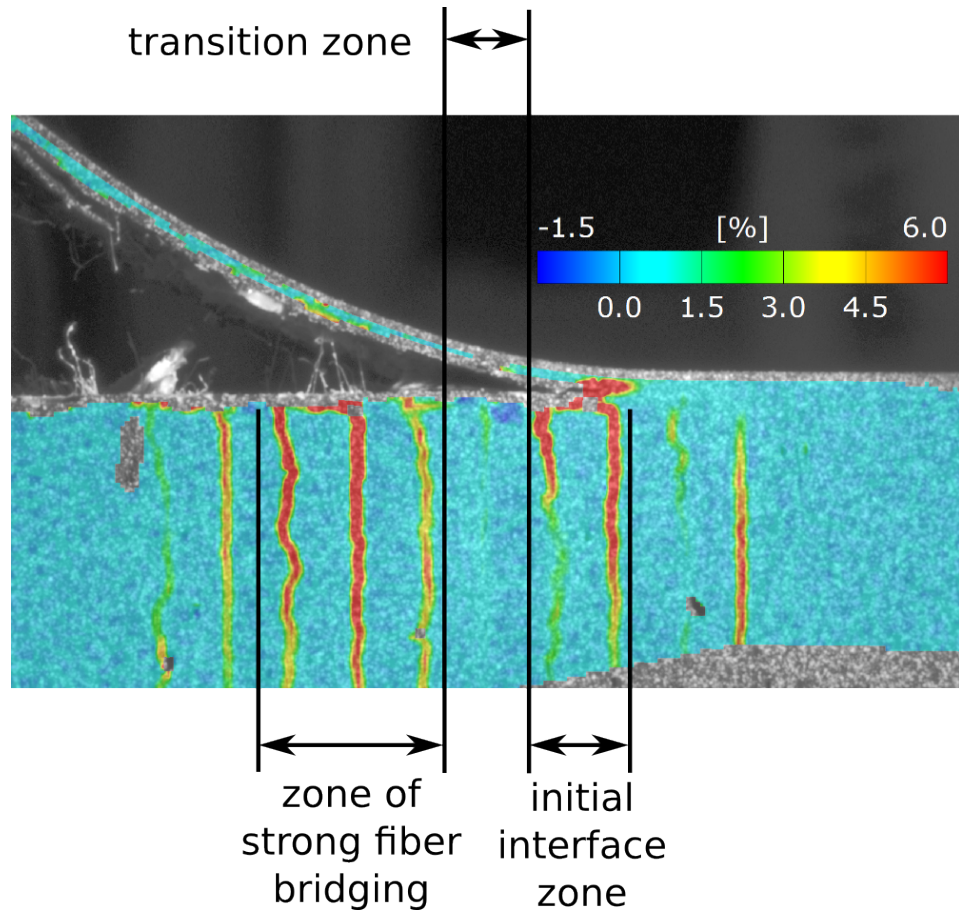 transition zone
-1.5 [%] 6.0
0.0 1.5 3.0 4.5
zone of
strong fiber
bridging
initial
interface
zone